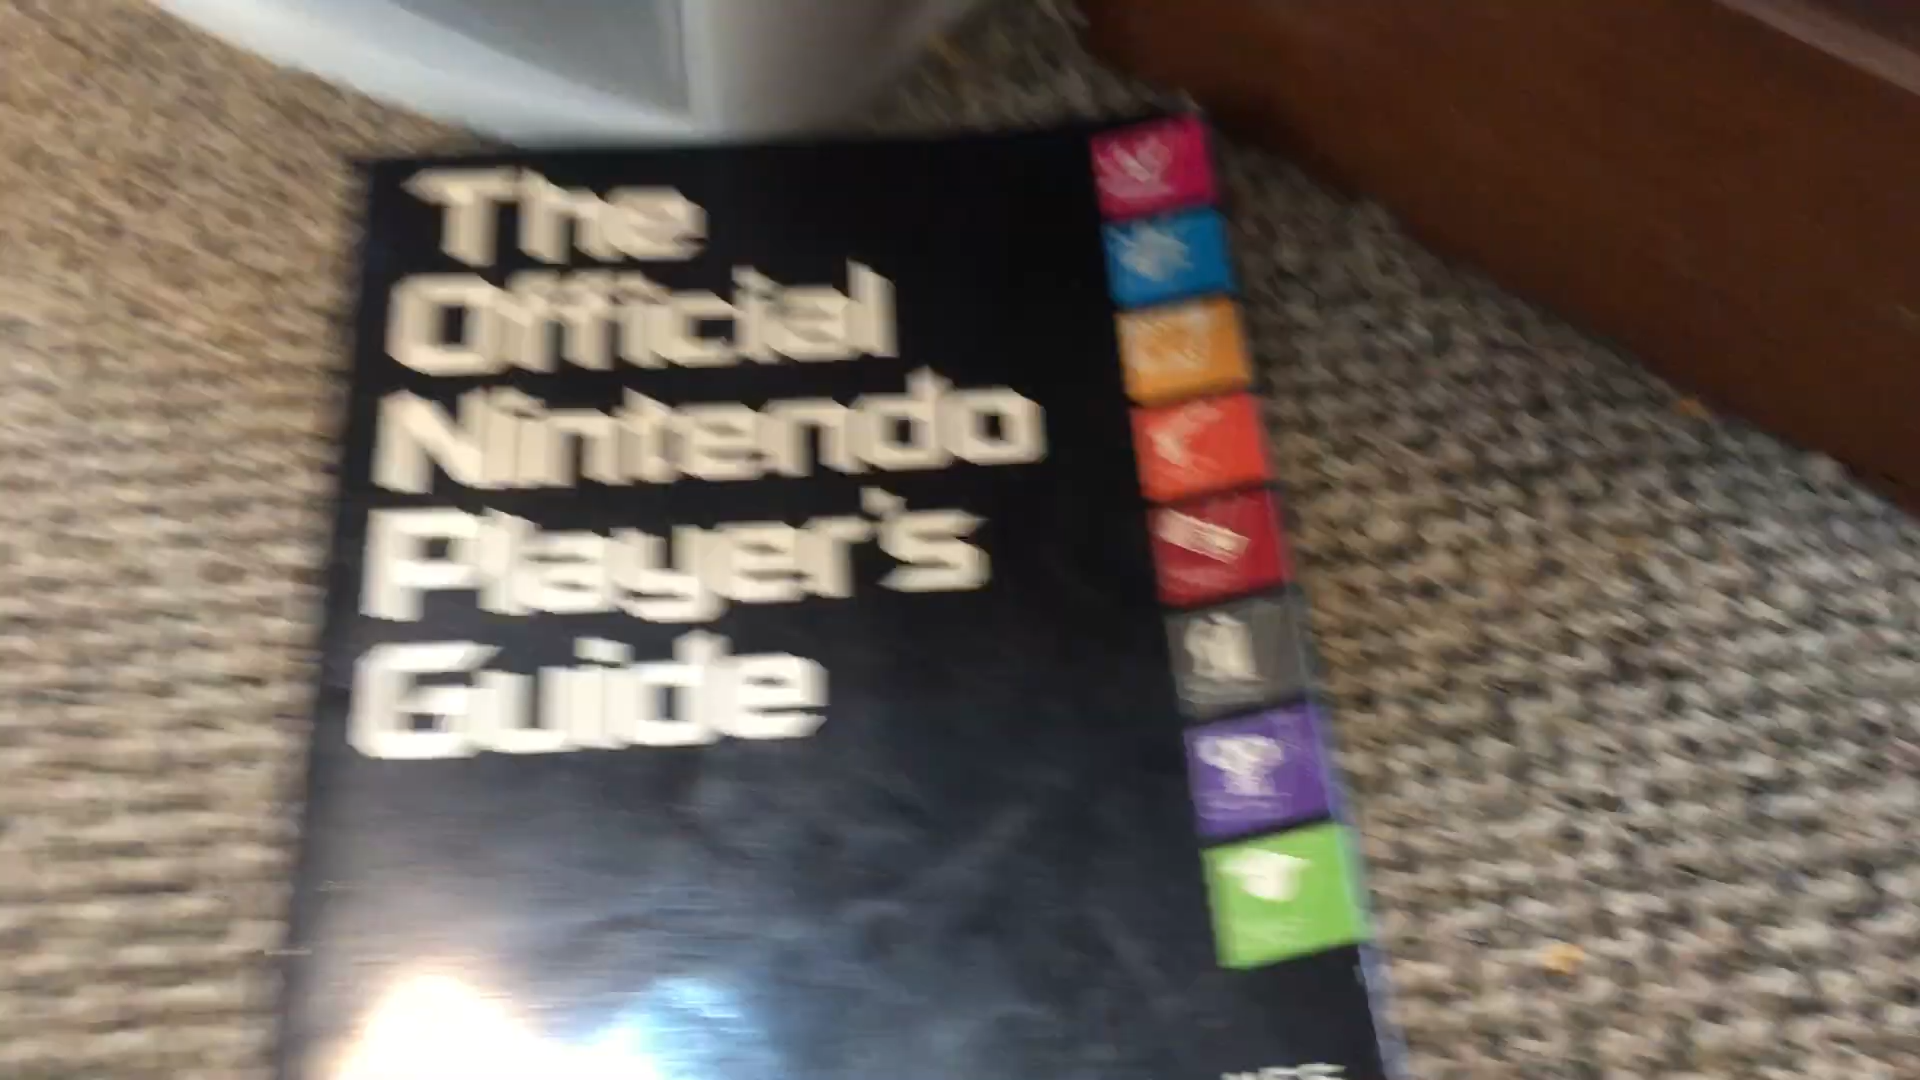 The
Official
Nintendo
Player's
Guide